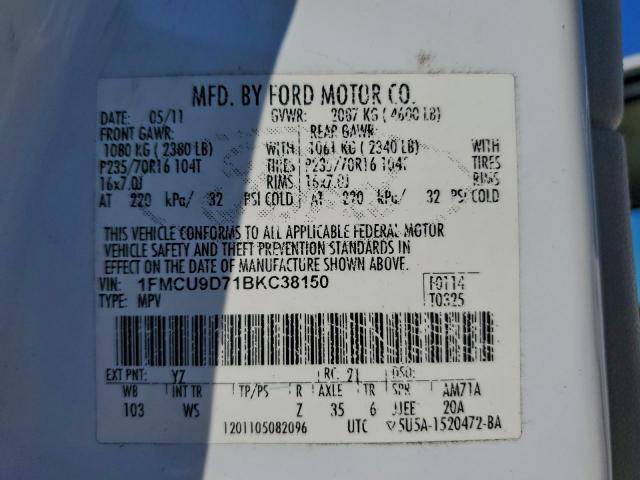 MFD. BY FORD MOTOR CO.
DATE: 05/11 GVWR: 2087 KG ( 4600 LB)
FRONT GAWR: REAR GAWR:
1080 KG ( 2380 LB) WITH 1061 KG ( 2340 LB) WITH
P235/70R16 104T TIRES P235/70R16 104T TIRES
16x7.0J RIMS 16x7.0J RIMS
AT 220 kPa/ 32 PSI COLD AT 220 kPa/ 32 PSI COLD
THIS VEHICLE CONFORMS TO ALL APPLICABLE FEDERAL MOTOR
VEHICLE SAFETY AND THEFT PREVENTION STANDARDS IN
EFFECT ON THE DATE OF MANUFACTURE SHOWN ABOVE.
VIN: 1FMCU9D71BKC38150 F0114
TYPE: MPV T0325
EXT PNT: YZ RC: 21 DSO:
WB INT TR TP/PS R AXLE TR SPR AM71A
103 WS Z 35 6 JJEE 20A
1201105082096 UTC ▽5U5A-1520472-BA